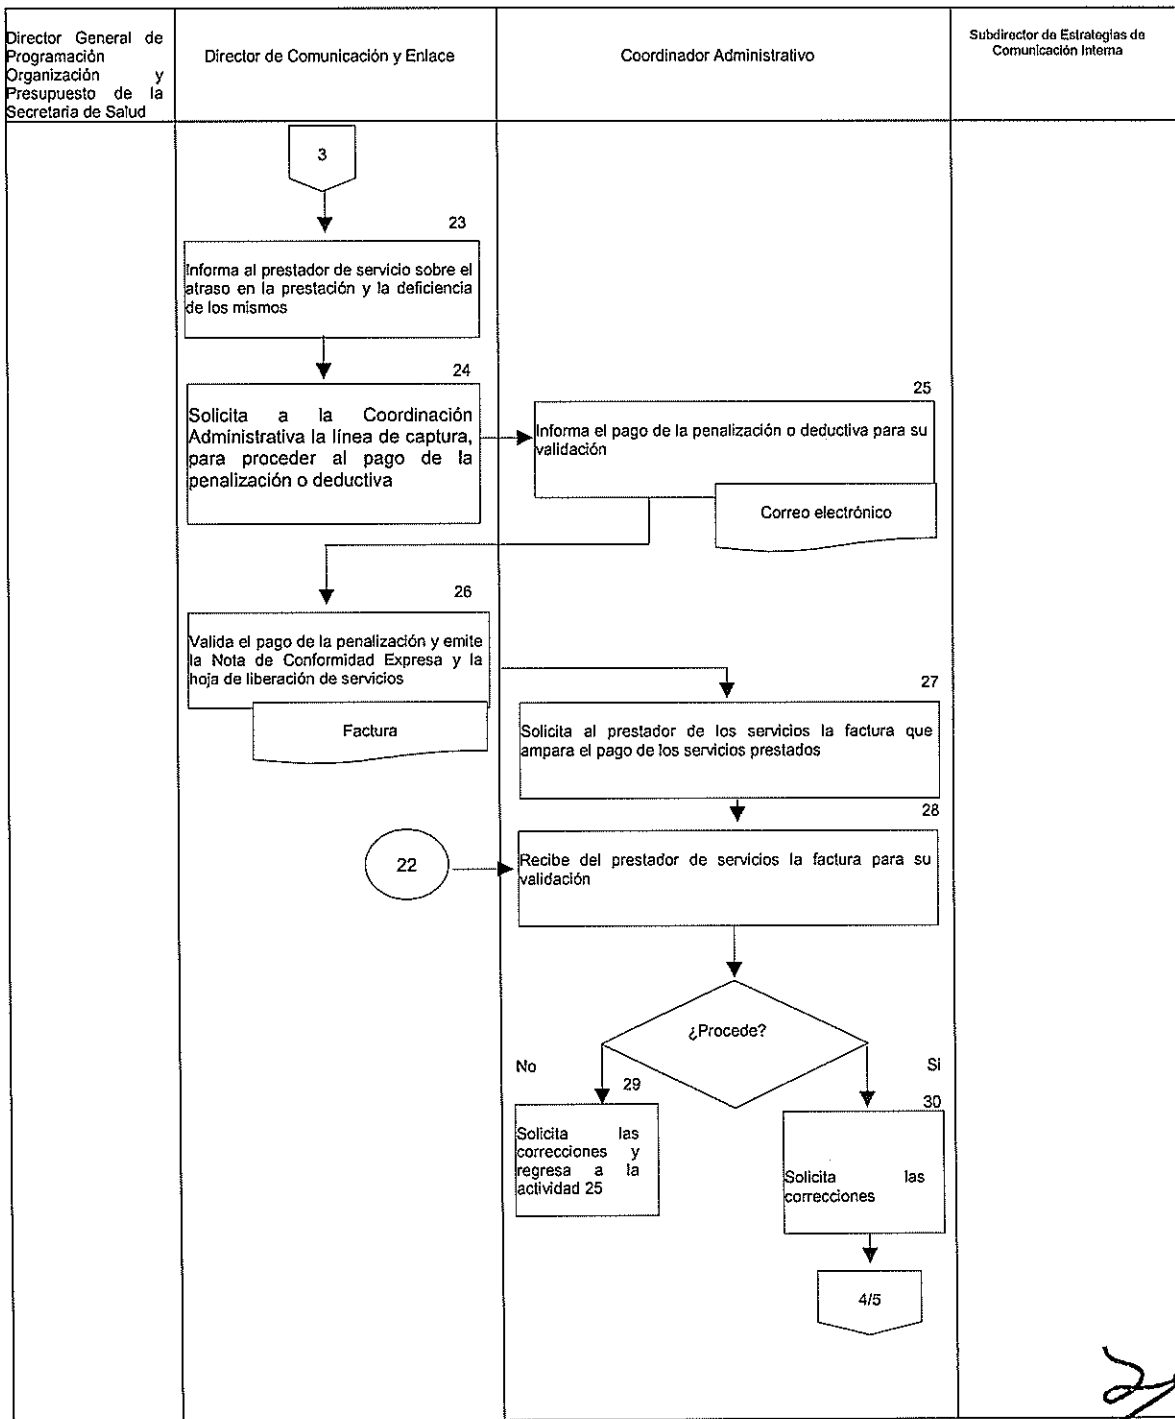 Director General de
Programación
Organización y
Presupuesto de la
Secretaria de Salud
Director de Comunicación y Enlace
Coordinador Administrativo
Subdirector de Estrategias de
Comunicación Interna
3
23
Informa al prestador de servicio sobre el
atraso en la prestación y la deficiencia
de los mismos
24
Solicita a la Coordinación
Administrativa la línea de captura,
para proceder al pago de la
penalización o deductiva
25
Informa el pago de la penalización o deductiva para su
validación
Correo electrónico
26
Valida el pago de la penalización y emite
la Nota de Conformidad Expresa y la
hoja de liberación de servicios
Factura
27
Solicita al prestador de los servicios la factura que
ampara el pago de los servicios prestados
28
22
Recibe del prestador de servicios la factura para su
validación
¿Procede?
No
Si
29
Solicita las
correcciones y
regresa a la
actividad 25
30
Solicita las
correcciones
4/5